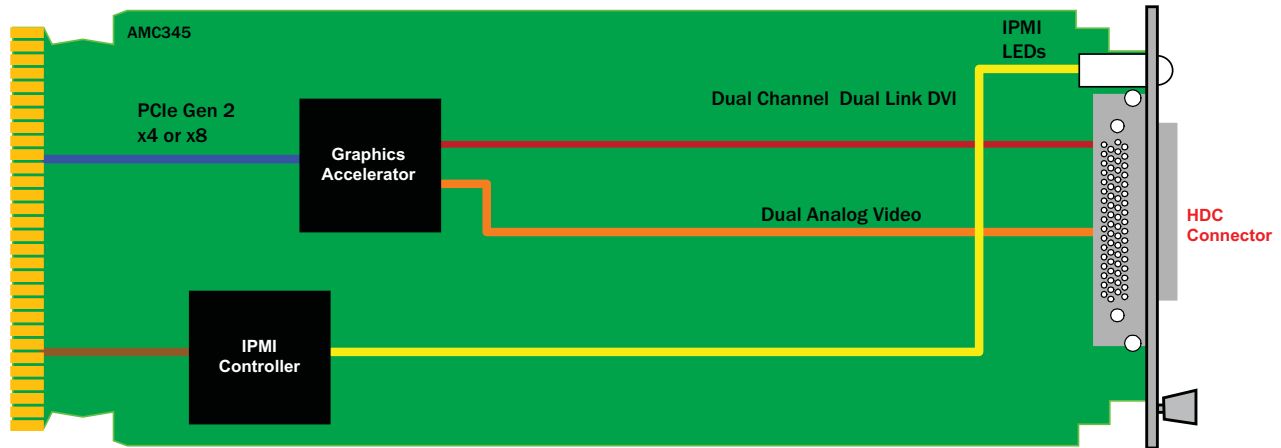 AMC345
IPMI
LEDs
PCIe Gen 2
x4 or x8
Dual Channel  Dual Link DVI
Graphics
Accelerator
Dual Analog Video
HDC
Connector
IPMI
Controller